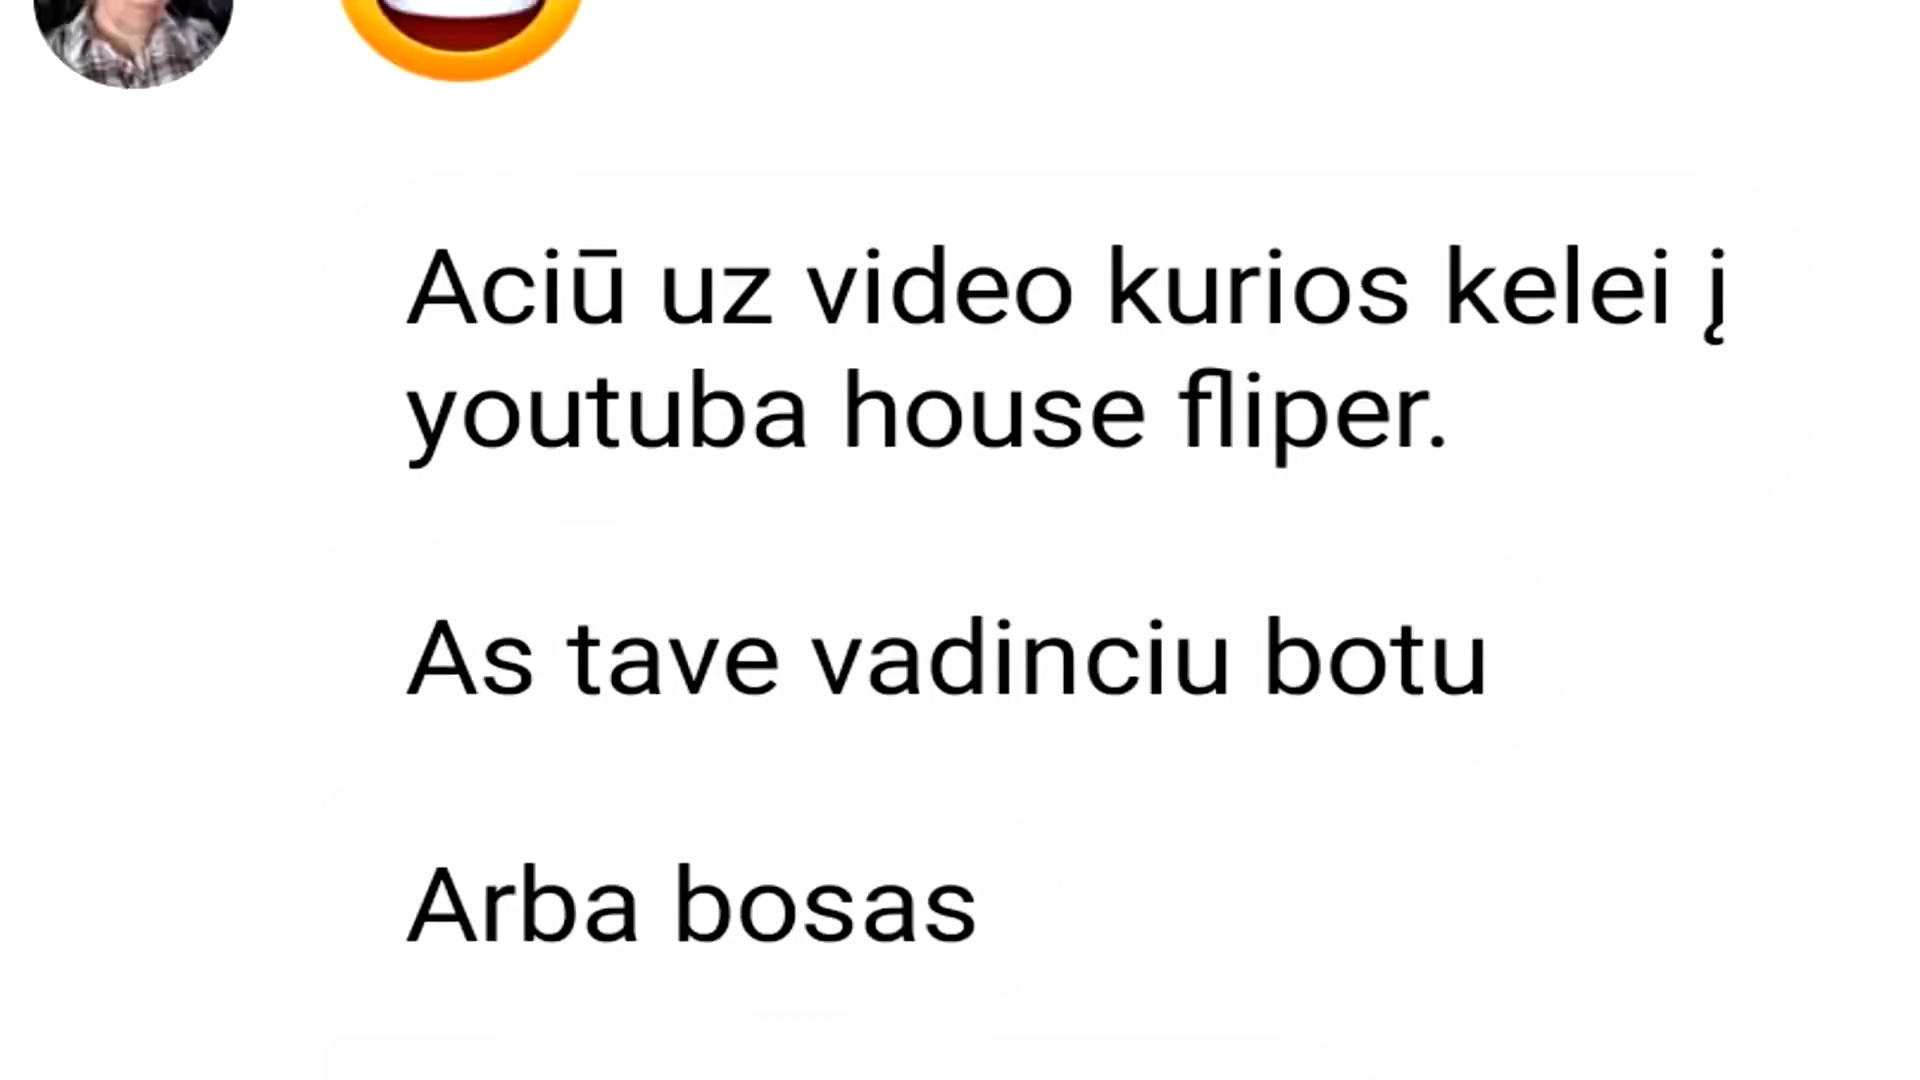 Aciū uz video kurios kelei į
youtuba house fliper.
As tave vadinciu botu
Arba bosas